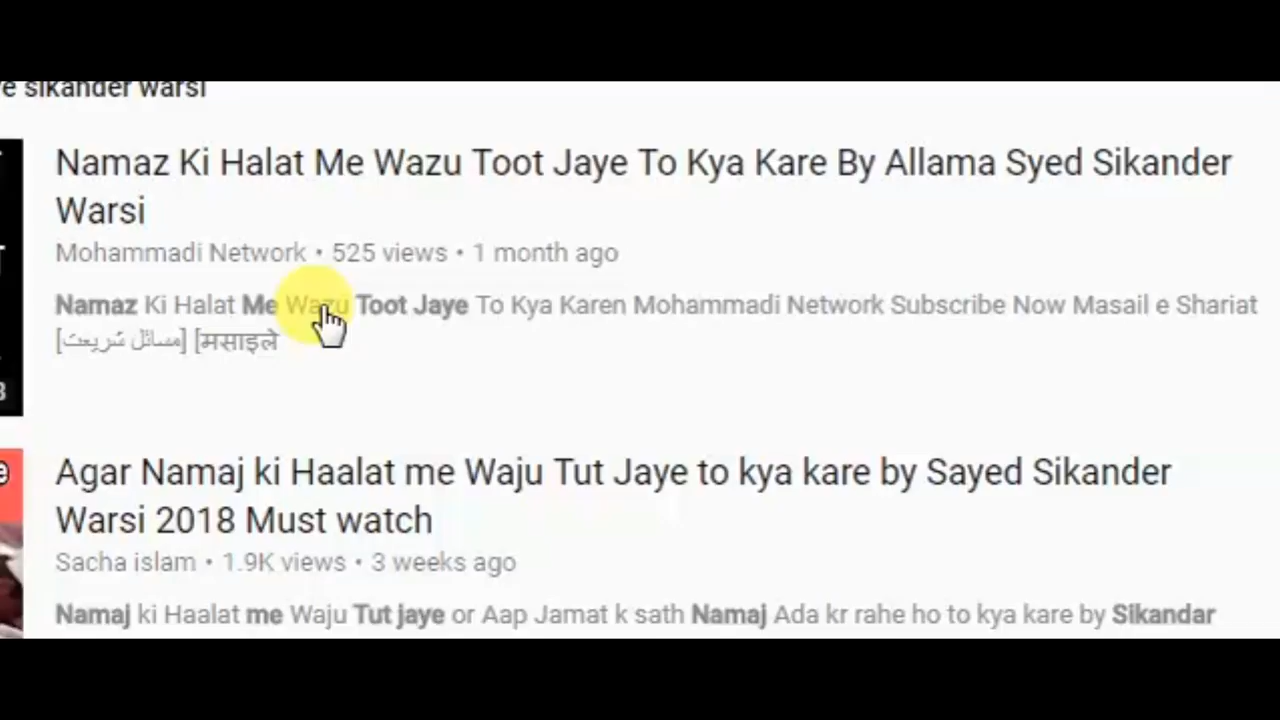 e sikander warsi
Namaz Ki Halat Me Wazu Toot Jaye To Kya Kare By Allama Syed Sikander
Warsi
Mohammadi Network • 525 views • 1 month ago
Namaz Ki Halat Me Wazu Toot Jaye To Kya Karen Mohammadi Network Subscribe Now Masail e Shariat
[مسائل شریعت] [मसाइले
Agar Namaj ki Haalat me Waju Tut Jaye to kya kare by Sayed Sikander
Warsi 2018 Must watch
Sacha islam • 1.9K views • 3 weeks ago
Namaj ki Haalat me Waju Tut jaye or Aap Jamat k sath Namaj Ada kr rahe ho to kya kare by Sikandar